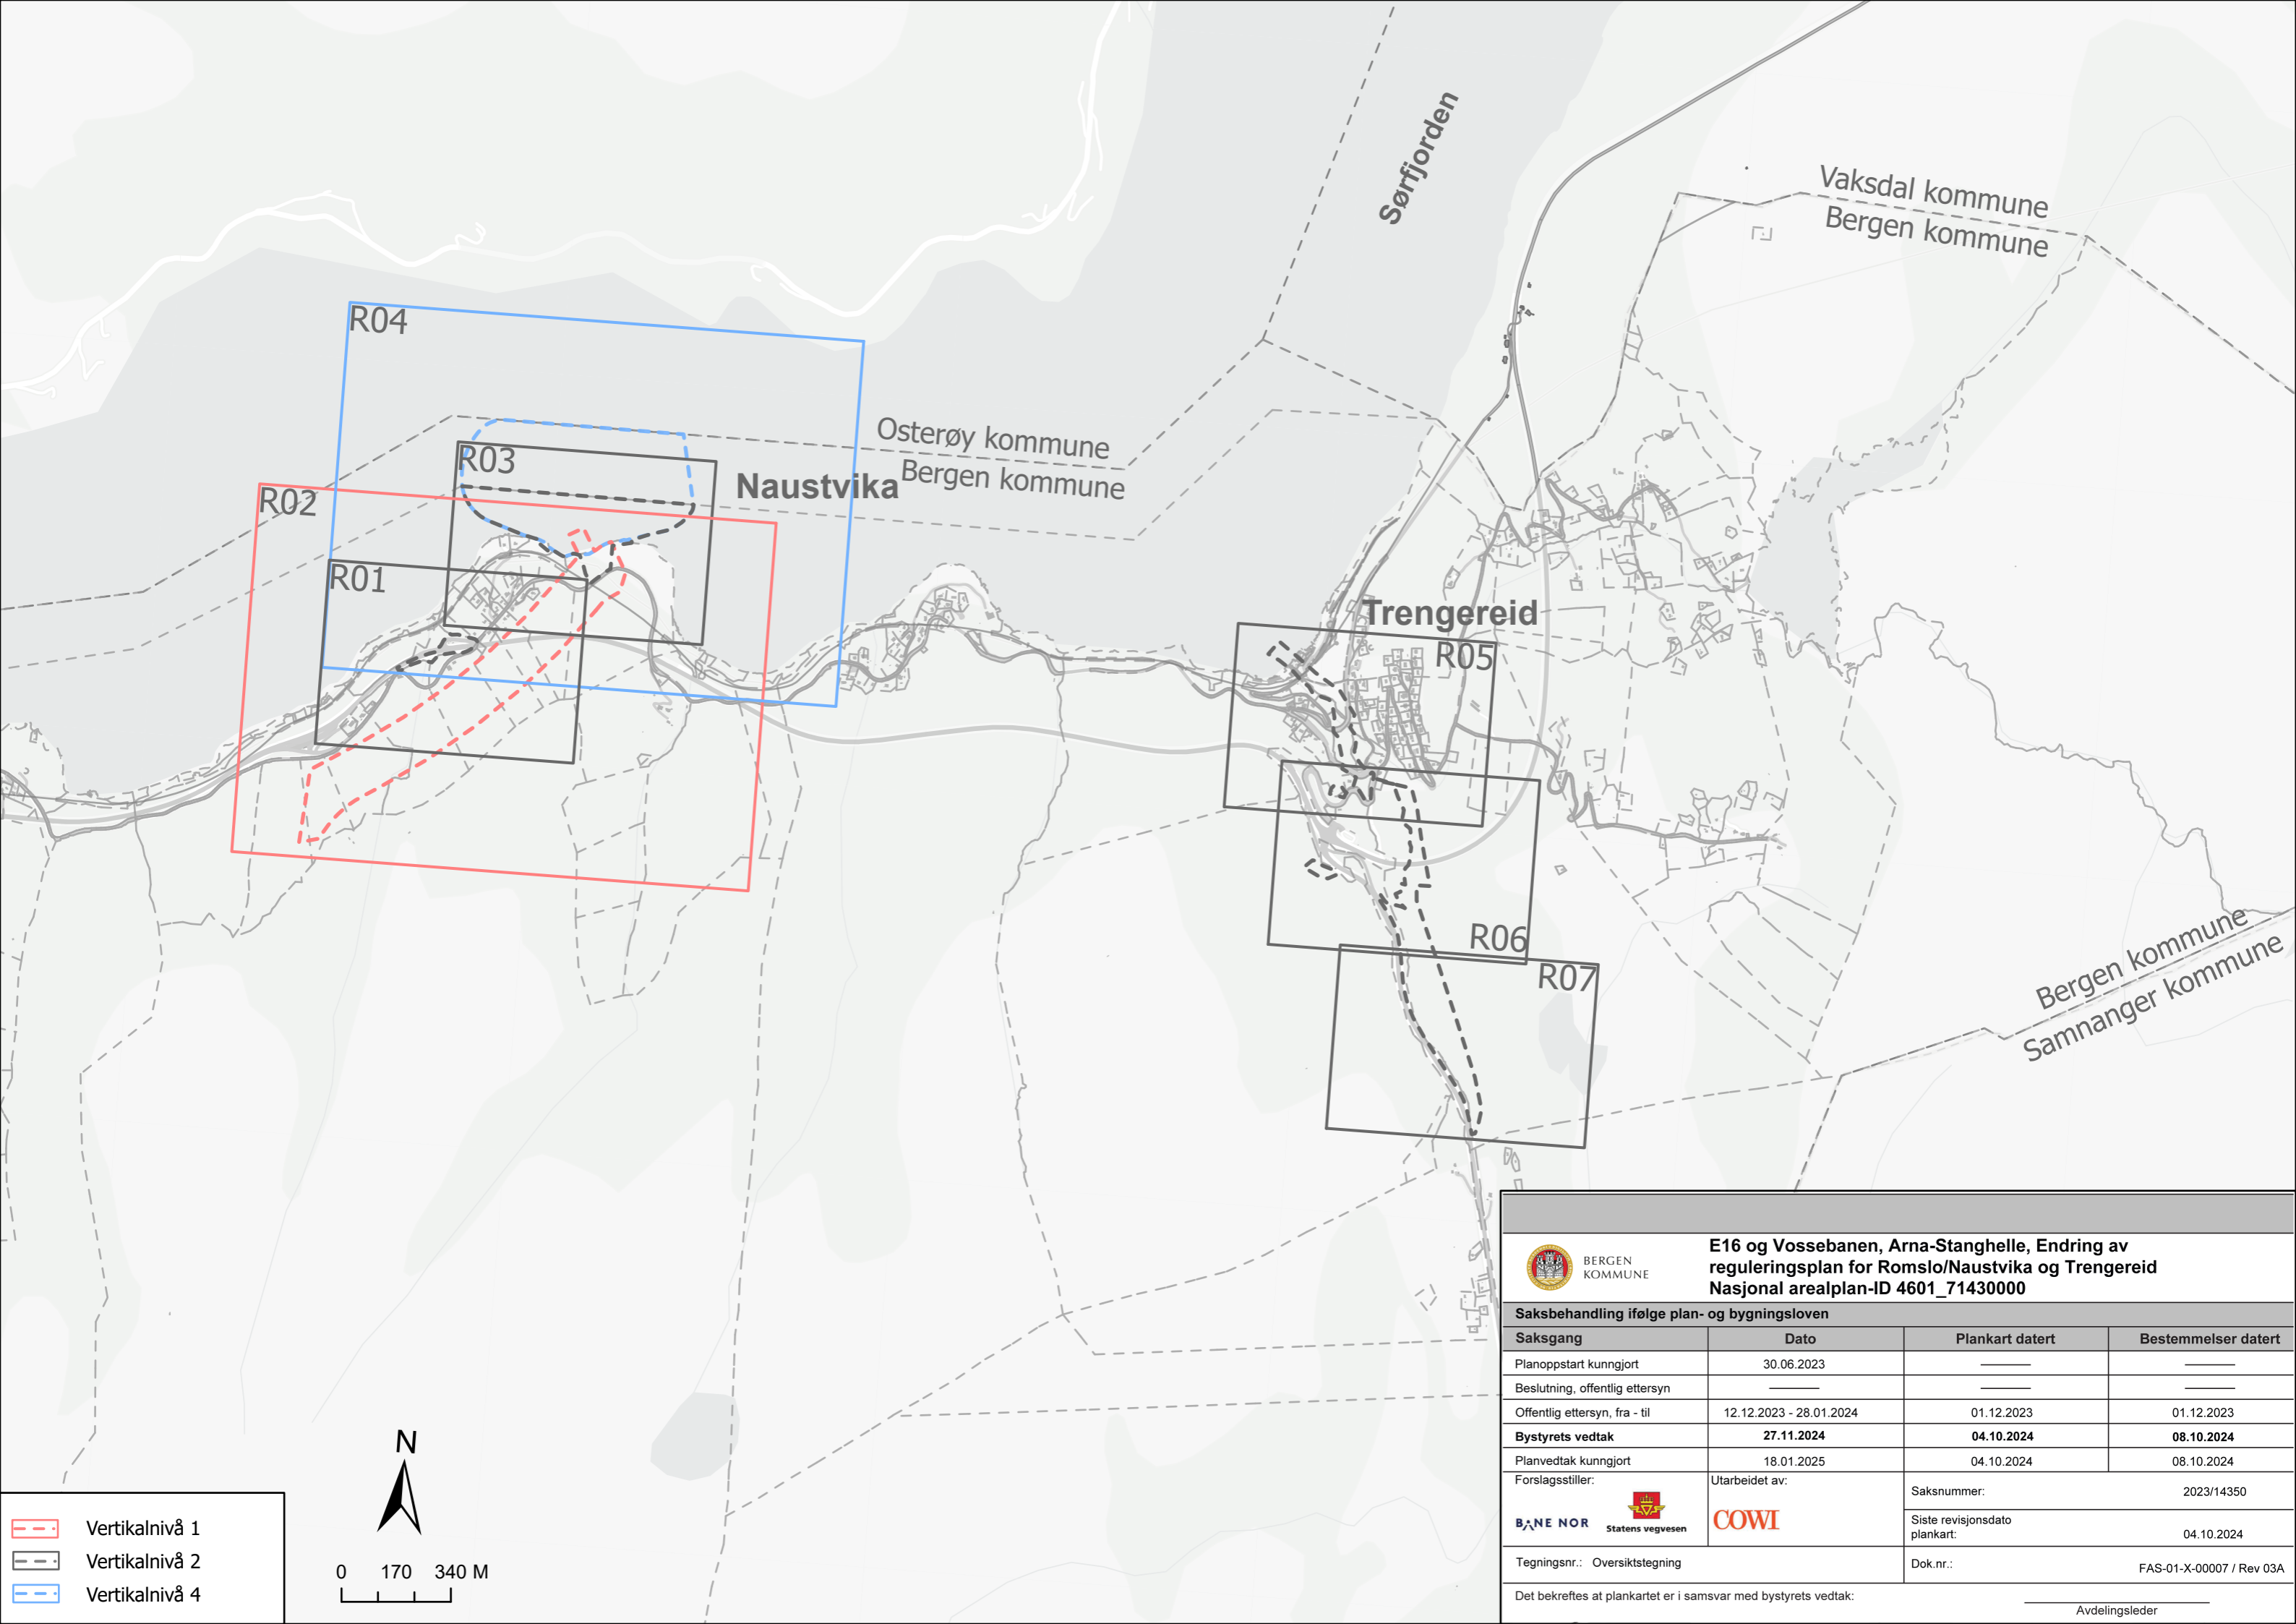 Sørfjorden
Vaksdal kommune
Bergen kommune
R04
Osterøy kommune
Bergen kommune
R03
Naustvika
R02
R01
Trengereid
R05
R06
R07
Bergen kommune
Samnanger kommune
N
0 170 340 M
Vertikalnivå 1
Vertikalnivå 2
Vertikalnivå 4
BERGEN
KOMMUNE
E16 og Vossebanen, Arna-Stanghelle, Endring av
reguleringsplan for Romslo/Naustvika og Trengereid
Nasjonal arealplan-ID 4601_71430000
Saksbehandling ifølge plan- og bygningsloven
Saksgang Dato Plankart datert Bestemmelser datert
Planoppstart kunngjort 30.06.2023
Beslutning, offentlig ettersyn
Offentlig ettersyn, fra - til 12.12.2023 - 28.01.2024 01.12.2023 01.12.2023
Bystyrets vedtak 27.11.2024 04.10.2024 08.10.2024
Planvedtak kunngjort 18.01.2025 04.10.2024 08.10.2024
Forslagsstiller:
BANE NOR
Statens vegvesen
Utarbeidet av:
COWI
Saksnummer: 2023/14350
Siste revisjonsdato
plankart: 04.10.2024
Tegningsnr.: Oversiktstegning
Dok.nr.: FAS-01-X-00007 / Rev 03A
Det bekreftes at plankartet er i samsvar med bystyrets vedtak:
Avdelingsleder